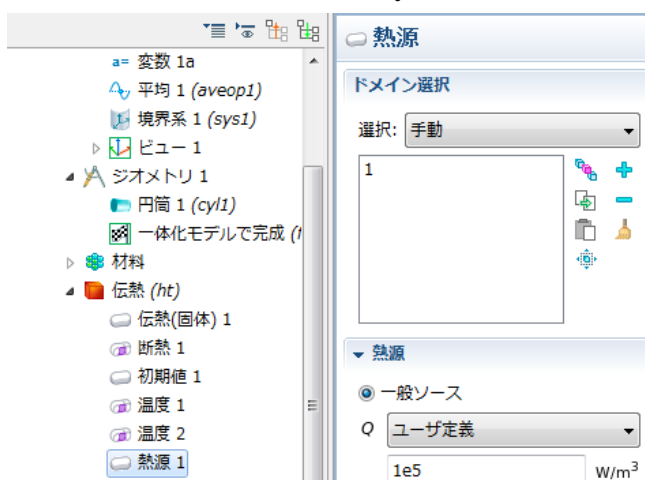 a= 変数 1a
平均 1 (aveop1)
境界系 1 (sys1)
ビュー 1
ジオメトリ 1
円筒 1 (cyl1)
一体化モデルで完成 (f
材料
伝熱 (ht)
伝熱(固体) 1
断熱 1
初期値 1
温度 1
温度 2
熱源 1
熱源
ドメイン選択
選択: 手動
1
熱源
一般ソース
Q ユーザ定義
1e5 W/m³